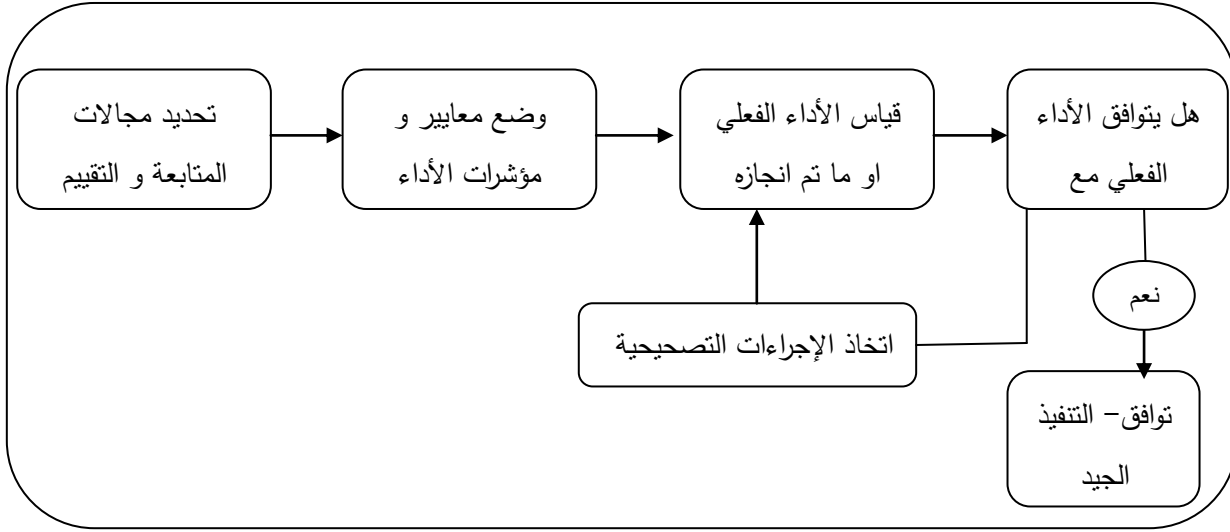 تحديد مجالات
المتابعة و التقييم
وضع معايير و
مؤشرات الأداء
قياس الأداء الفعلي
او ما تم انجازه
هل يتوافق الأداء
الفعلي مع
نعم
اتخاذ الإجراءات التصحيحية
توافق– التنفيذ
الجيد